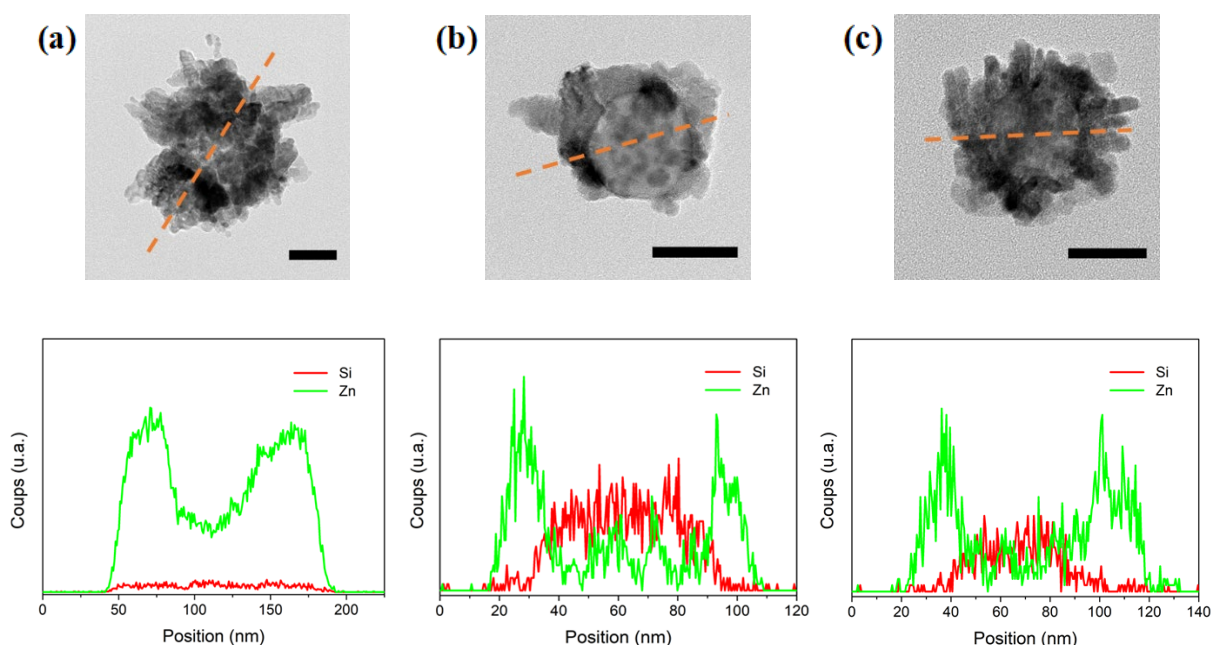 (a) (b) (c)
Si
Zn
Coups (u.a.)
0 50 100 150 200
Position (nm)
Si
Zn
Coups (u.a.)
0 20 40 60 80 100 120
Position (nm)
Si
Zn
Coups (u.a.)
0 20 40 60 80 100 120 140
Position (nm)